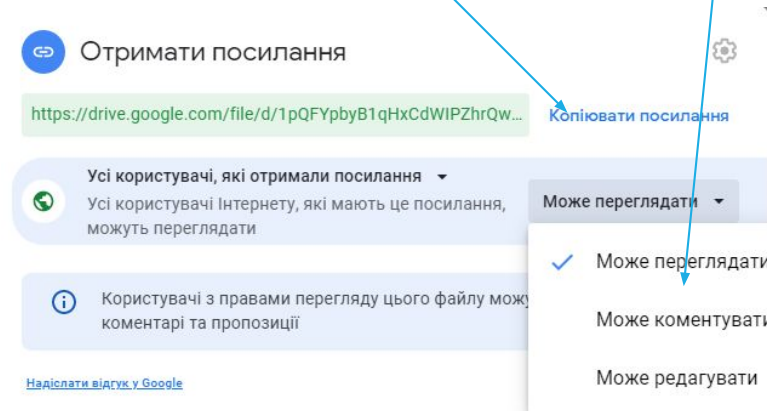 Отримати посилання
https://drive.google.com/file/d/1pQFYpbyB1qHxCdWIPZhrQw...
Копіювати посилання
Усі користувачі, які отримали посилання
Усі користувачі Інтернету, які мають це посилання,
можуть переглядати
Може переглядати
Може переглядати
Користувачі з правами перегляду цього файлу можу
коментарі та пропозиції
Може коментувати
Може редагувати
Надіслати відгук у Google